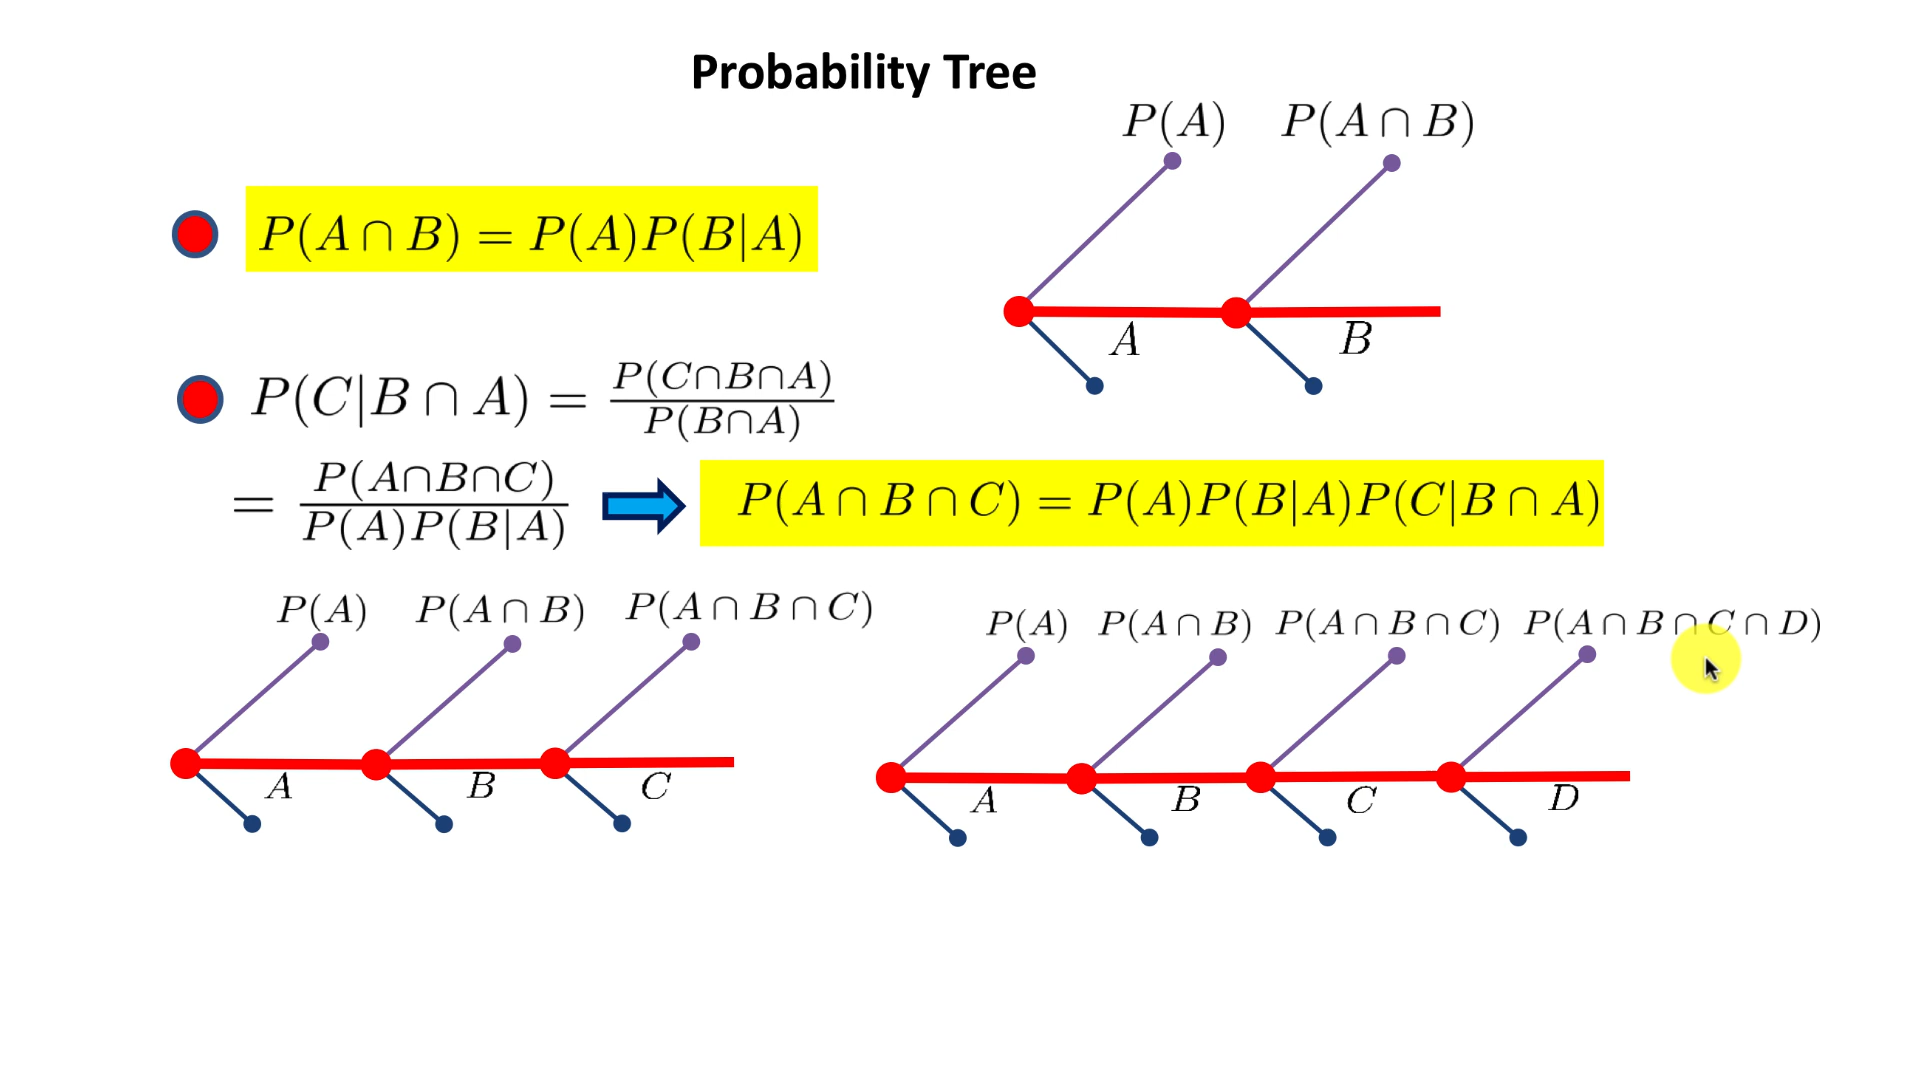 Probability Tree
P(A) P(A ∩ B)
P(A ∩ B) = P(A)P(B|A)
A B
P(C|B ∩ A) = P(C∩B∩A) / P(B∩A)
= P(A∩B∩C) / P(A)P(B|A)
P(A ∩ B ∩ C) = P(A)P(B|A)P(C|B ∩ A)
P(A) P(A ∩ B) P(A ∩ B ∩ C)
A B C
P(A) P(A ∩ B) P(A ∩ B ∩ C) P(A ∩ B ∩ C ∩ D)
A B C D